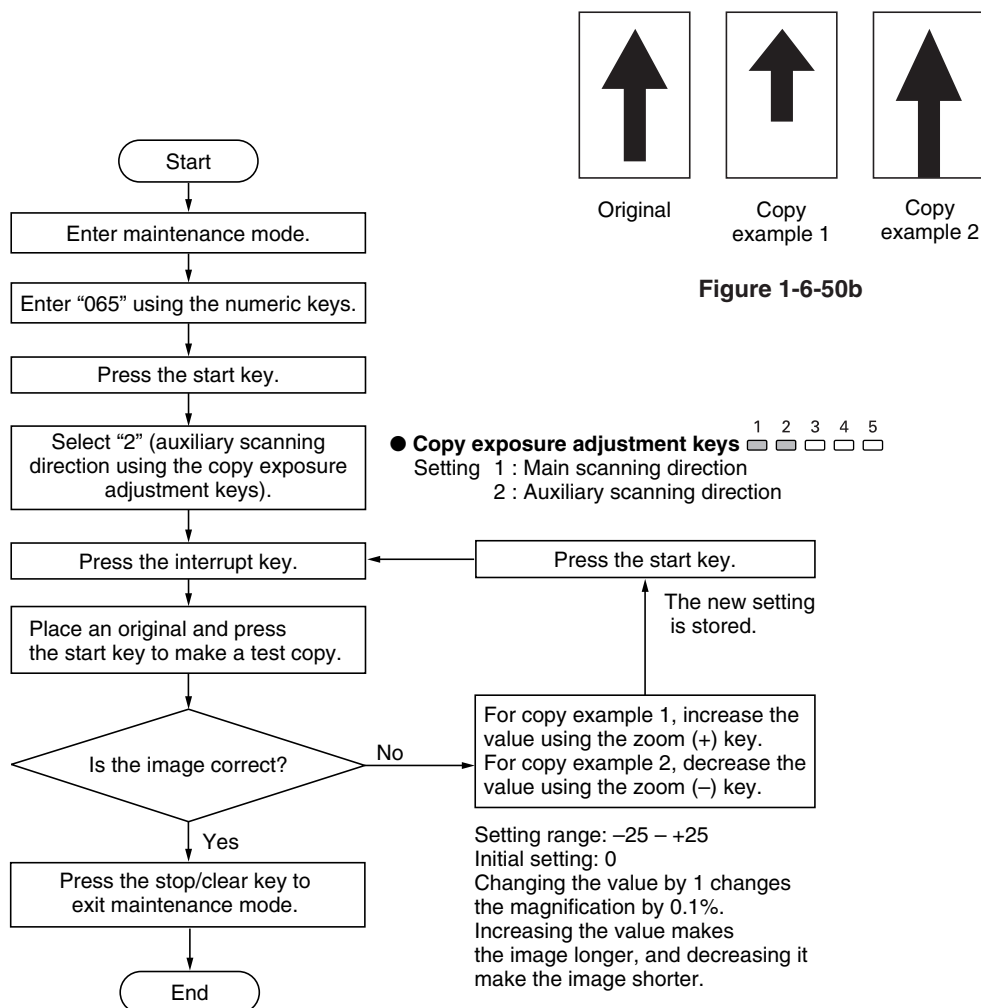 Original
Copy
example 1
Copy
example 2
Figure 1-6-50b
Start
Enter maintenance mode.
Enter “065” using the numeric keys.
Press the start key.
Select “2” (auxiliary scanning
direction using the copy exposure
adjustment keys).
● Copy exposure adjustment keys 1 2 3 4 5
Setting 1 : Main scanning direction
2 : Auxiliary scanning direction
Press the interrupt key.
Press the start key.
The new setting
is stored.
Place an original and press
the start key to make a test copy.
Is the image correct?
No
For copy example 1, increase the
value using the zoom (+) key.
For copy example 2, decrease the
value using the zoom (–) key.
Yes
Setting range: –25 – +25
Initial setting: 0
Changing the value by 1 changes
the magnification by 0.1%.
Increasing the value makes
the image longer, and decreasing it
make the image shorter.
Press the stop/clear key to
exit maintenance mode.
End